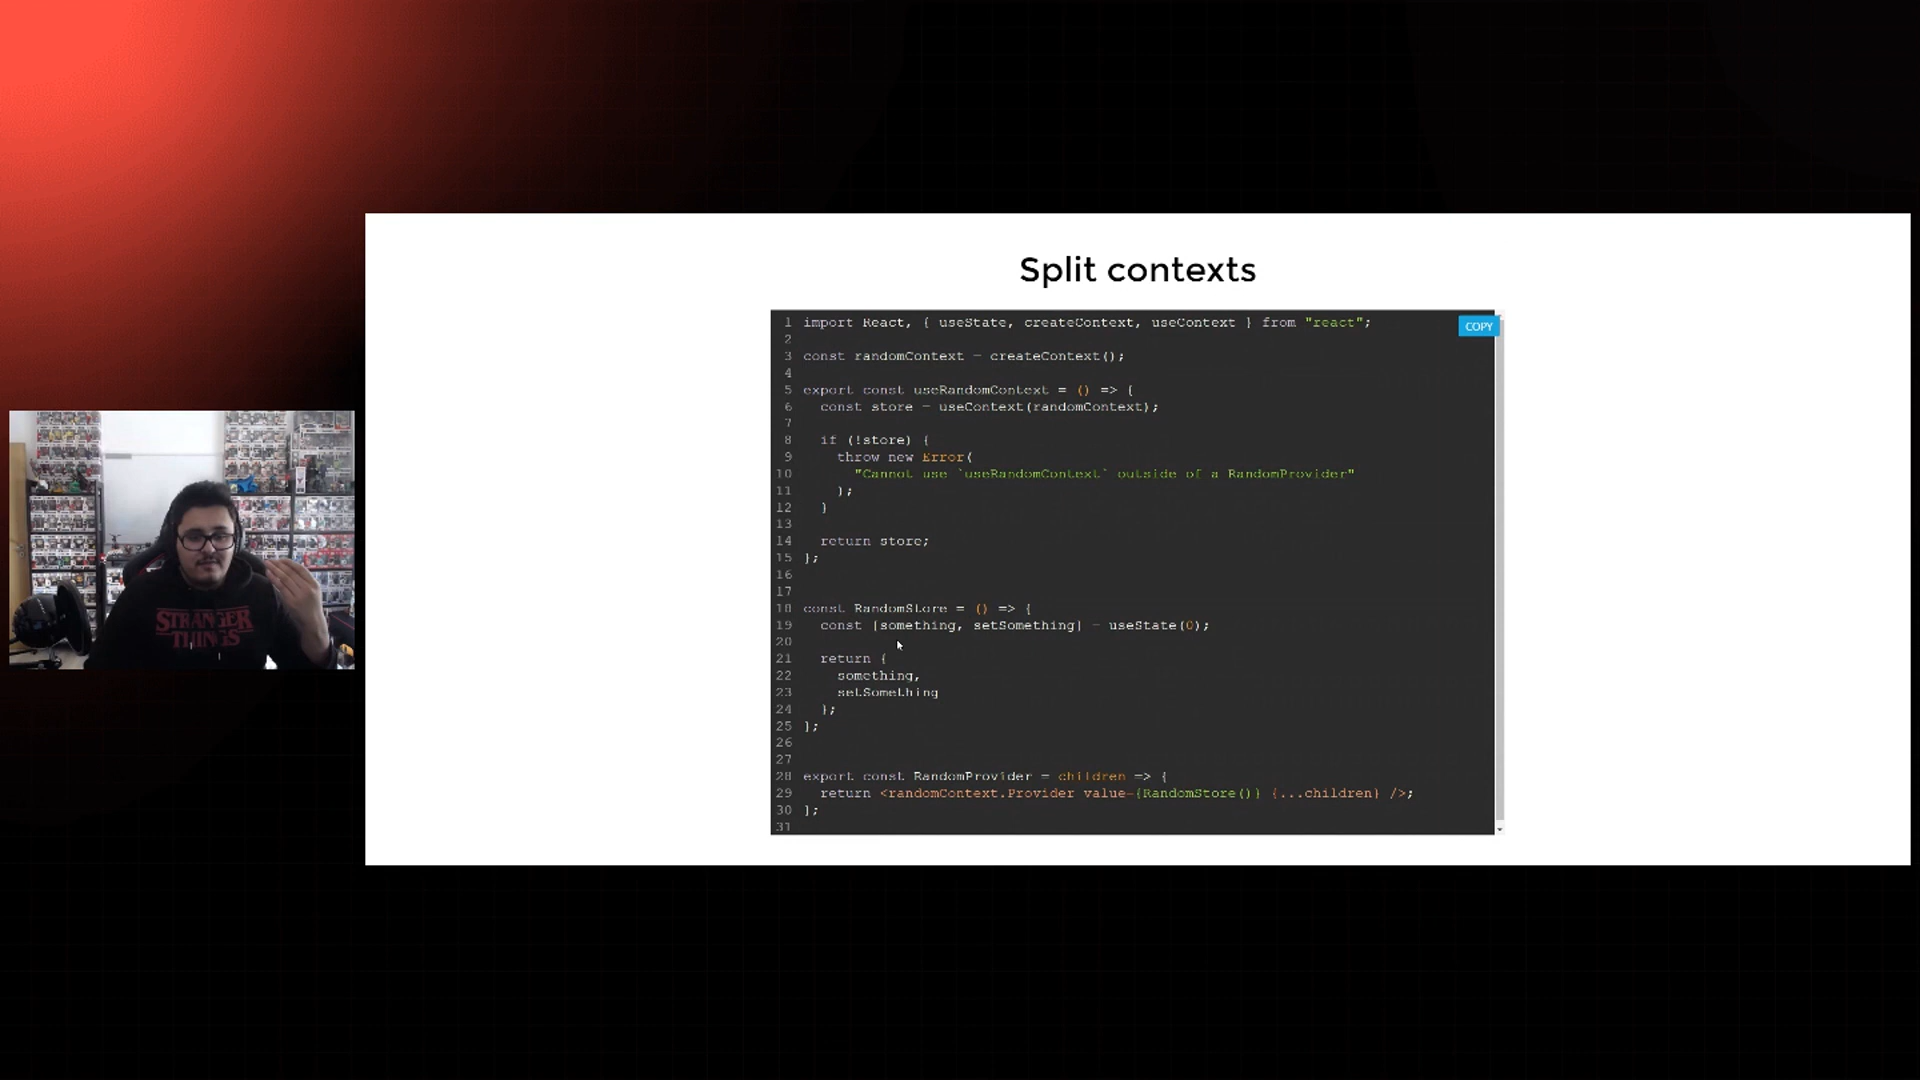 Split contexts
COPY
1 import React, { useState, createContext, useContext } from "react";
2
3 const randomContext = createContext();
4
5 export const useRandomContext = () => {
6 const store = useContext(randomContext);
7
8 if (!store) {
9 throw new Error(
10 "Cannot use `useRandomContext` outside of a RandomProvider"
11 );
12 }
13
14 return store;
15 };
16
17
18 const RandomStore = () => {
19 const [something, setSomething] = useState(0);
20
21 return {
22 something,
23 setSomething
24 };
25 };
26
27
28 export const RandomProvider = children => {
29 return <randomContext.Provider value={RandomStore()} {...children} />;
30 };
31
STRANGER
THINGS